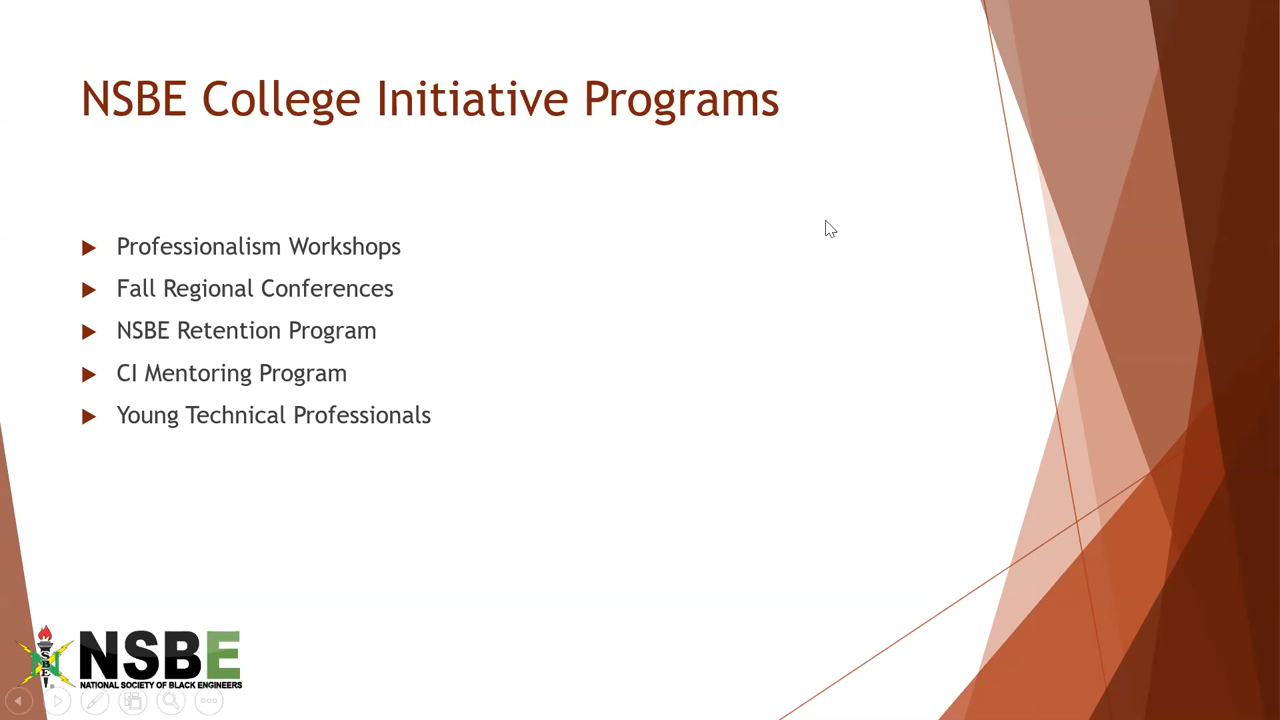 NSBE College Initiative Programs
Professionalism Workshops
Fall Regional Conferences
NSBE Retention Program
CI Mentoring Program
Young Technical Professionals
NSBE
NATIONAL SOCIETY OF BLACK ENGINEERS